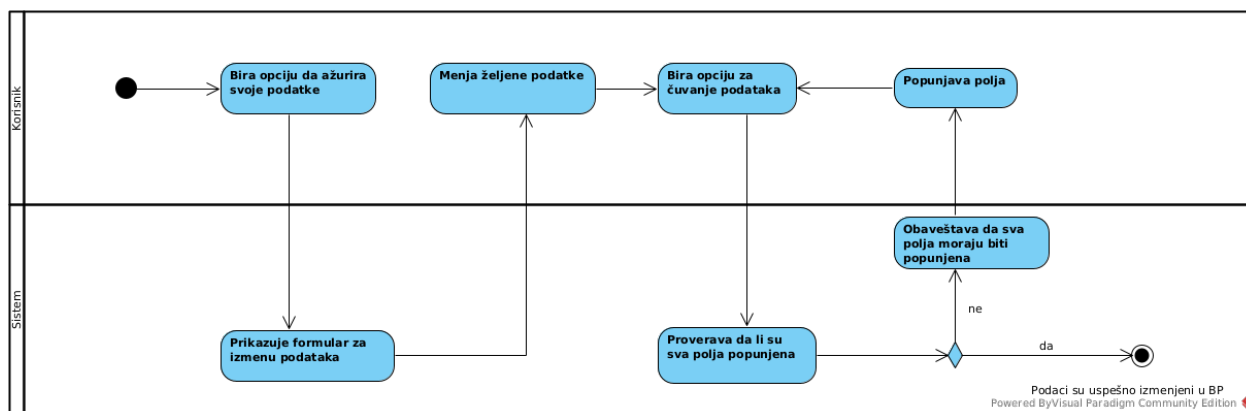 Korisnik
Bira opciju da ažurira
svoje podatke
Menja željene podatke
Bira opciju za
čuvanje podataka
Popunjava polja
Sistem
Obaveštava da sva
polja moraju biti
popunjena
ne
Prikazuje formular za
izmenu podataka
Proverava da li su
sva polja popunjena
da
Podaci su uspešno izmenjeni u BP
Powered ByVisual Paradigm Community Edition